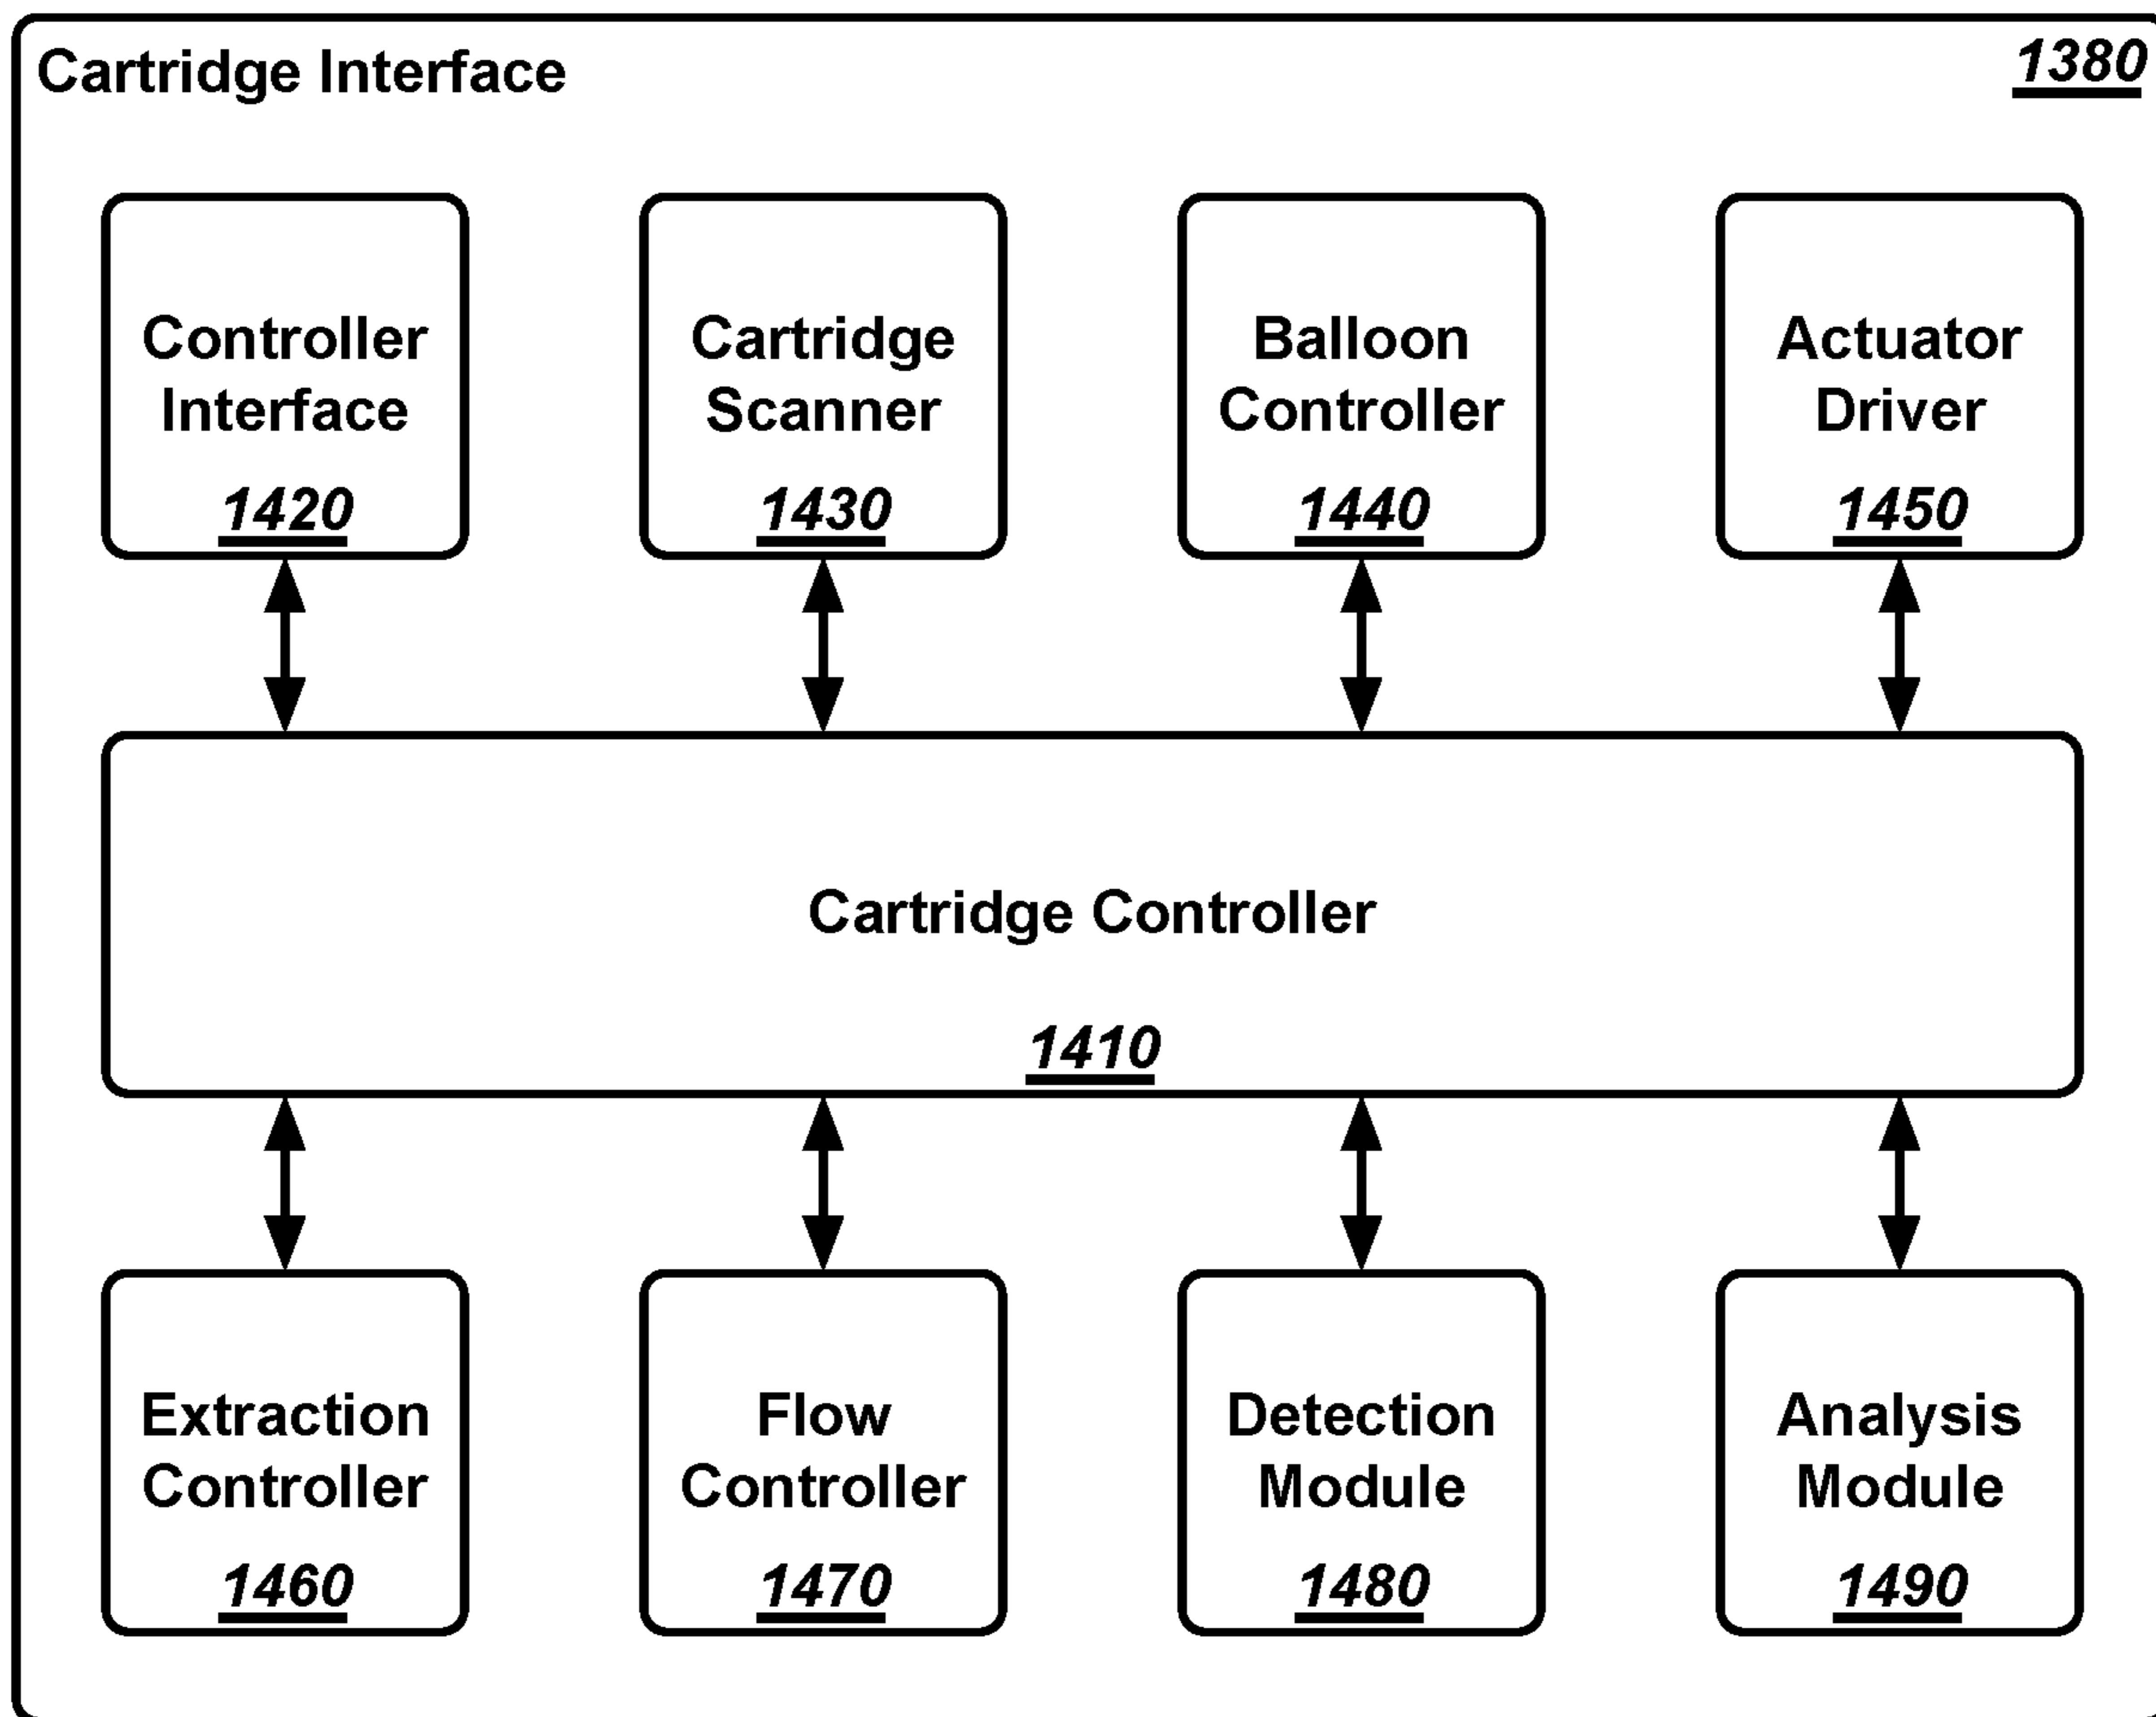 Cartridge Interface
1380
Controller
Interface
1420
Cartridge
Scanner
1430
Balloon
Controller
1440
Actuator
Driver
1450
Cartridge Controller
1410
Extraction
Controller
1460
Flow
Controller
1470
Detection
Module
1480
Analysis
Module
1490